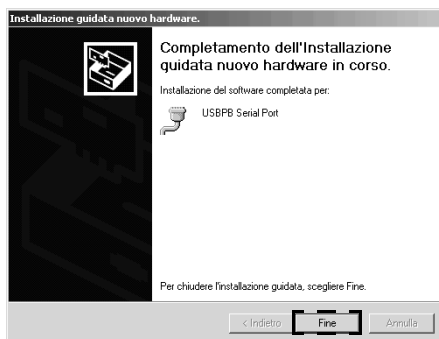 Installazione guidata nuovo hardware.
Completamento dell'Installazione
guidata nuovo hardware in corso.
Installazione del software completata per:
USBPB Serial Port
Per chiudere l'installazione guidata, scegliere Fine.
< Indietro Fine Annulla